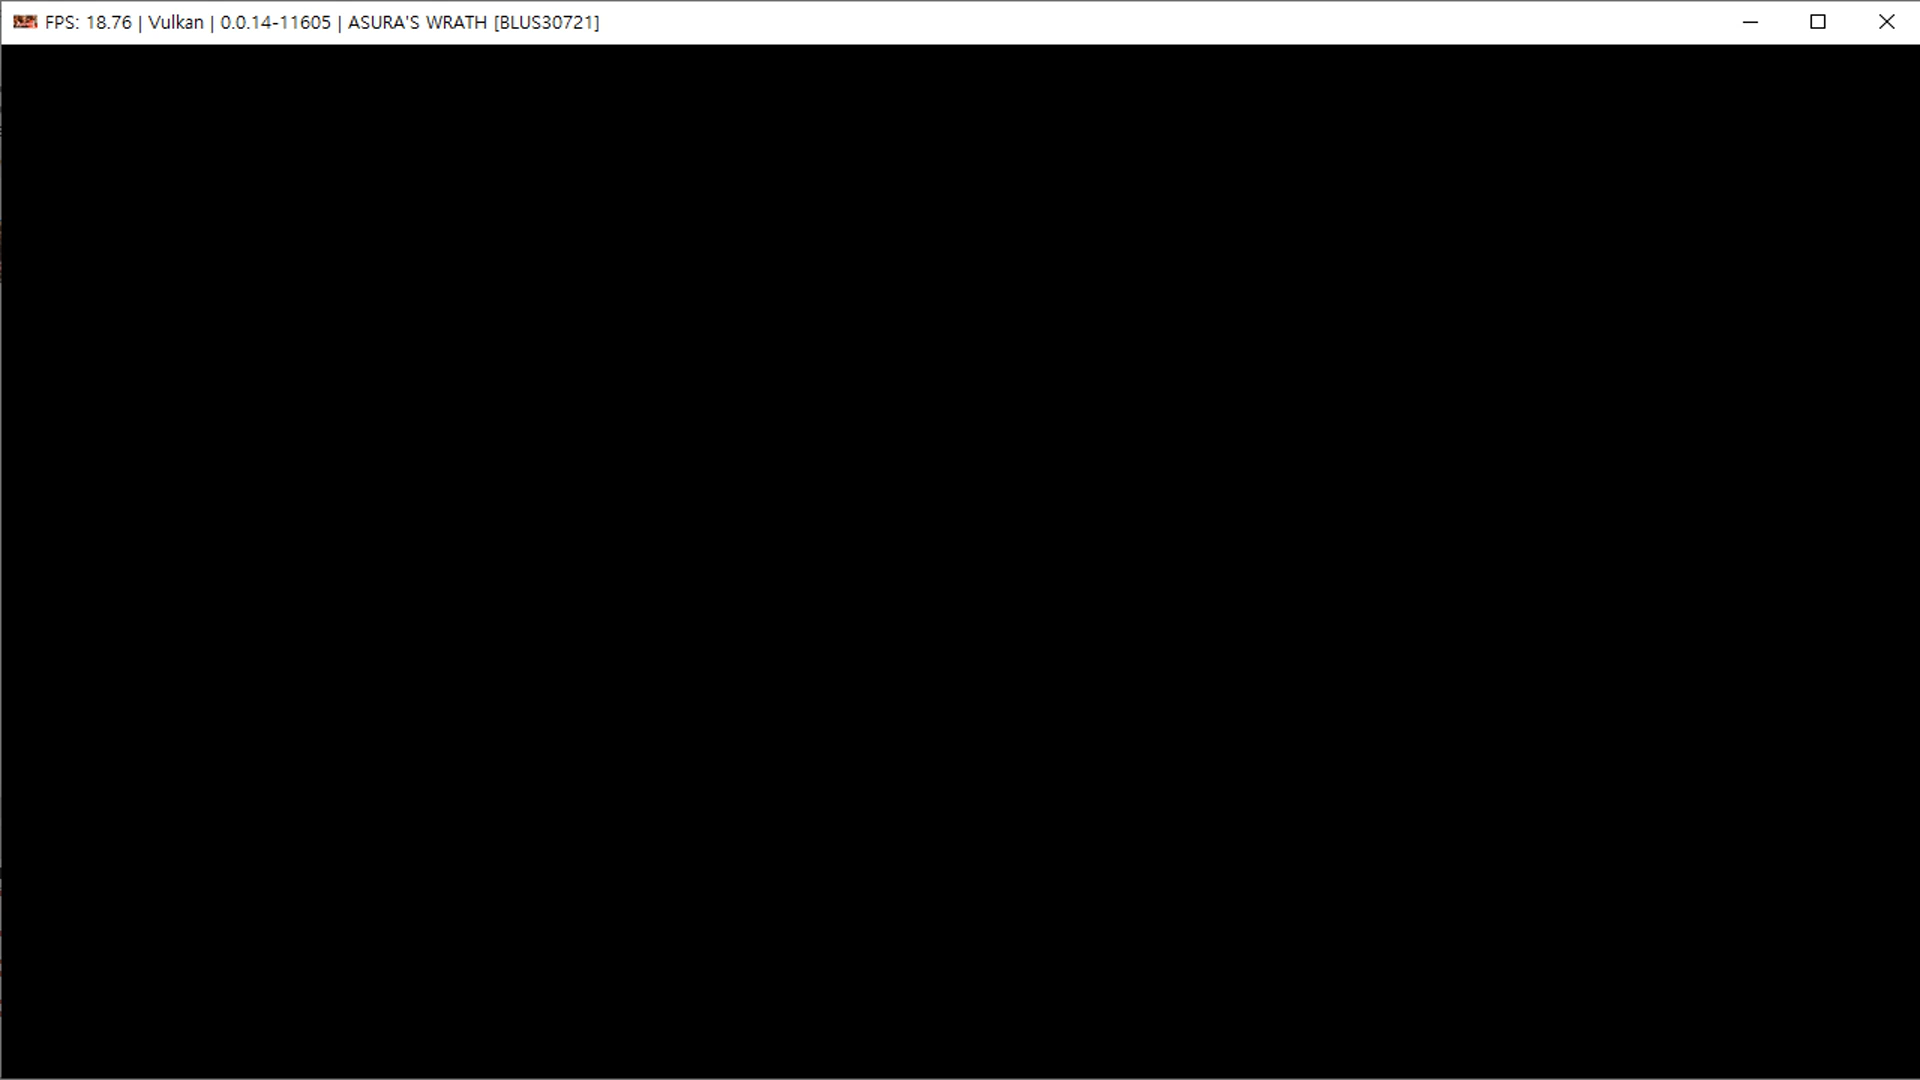 FPS: 18.76 | Vulkan | 0.0.14-11605 | ASURA'S WRATH [BLUS30721]